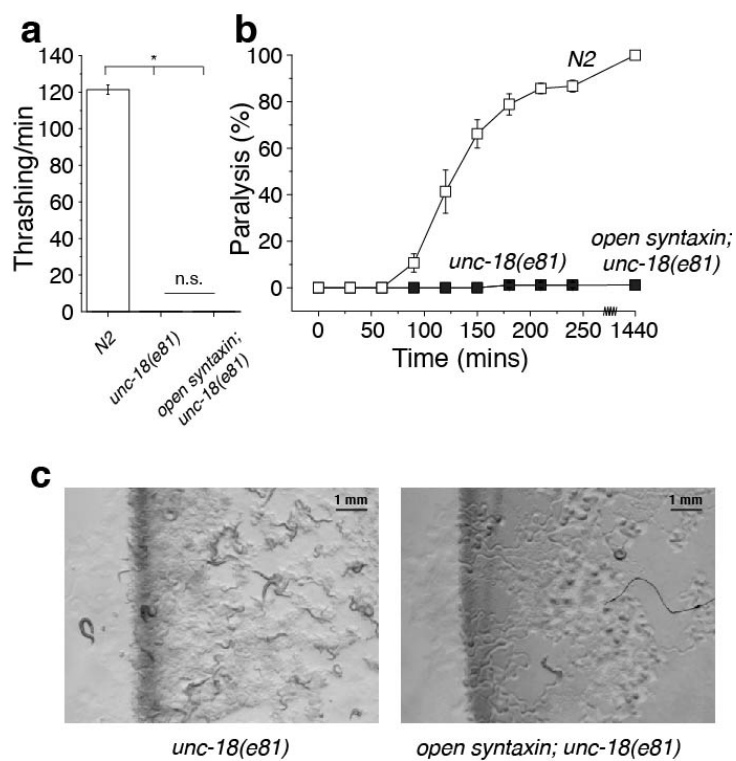 a
140
120
100
80
60
40
20
0
Thrashing/min
*
n.s.
N2
unc-18(e81)
open syntaxin;
unc-18(e81)
b
100
80
60
40
20
0
Paralysis (%)
N2
unc-18(e81)
open syntaxin;
unc-18(e81)
0 50 100 150 200 250 1440
Time (mins)
c
1 mm
1 mm
unc-18(e81)
open syntaxin; unc-18(e81)